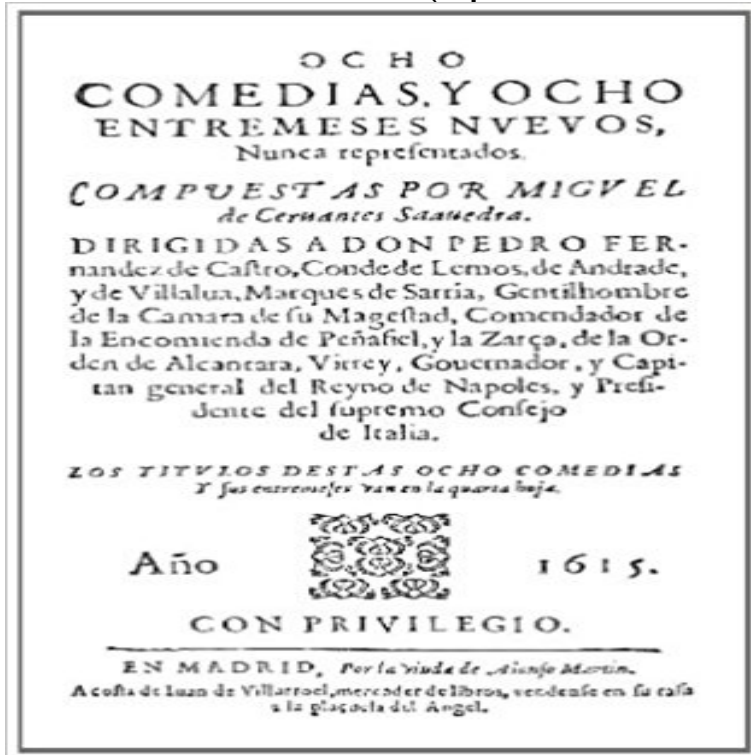 OCHO
COMEDIAS, Y OCHO
ENTREMESES NVEVOS,
Nunca repreſentados.
COMPUESTAS POR MIGVEL
de Ceruantes Saauedra.
DIRIGIDAS A DON PEDRO FER-
nandez de Caſtro, Conde de Lemos, de Andrade,
y de Villalua, Marques de Sarria, Gentilhombre
de la Camara de ſu Mageſtad, Comendador de
la Encomienda de Peñafiel, y la Zarça, de la Or-
den de Alcantara, Virrey, Gouernador, y Capi-
tan general del Reyno de Napoles, y Preſi-
dente del ſupremo Conſejo
de Italia.
LOS TITVLOS DESTAS OCHO COMEDIAS
Y ſus entremeſes van en la quarta hoja.
Año 1615.
CON PRIVILEGIO.
EN MADRID, Por la viuda de Alonſo Martin.
A coſta de Iuan de Villarroel, mercader de libros, vendenſe en ſu caſa
a la plaçuela del Angel.